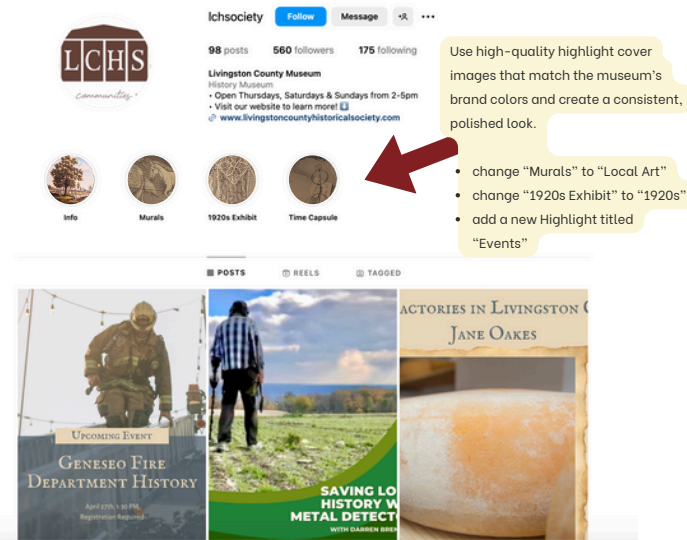 lchsociety Follow Message
98 posts 560 followers 175 following
LCHS
communities
Livingston County Museum
History Museum
• Open Thursdays, Saturdays & Sundays from 2-5pm
• Visit our website to learn more!
www.livingstoncountyhistoricalsociety.com
Use high-quality highlight cover
images that match the museum's
brand colors and create a consistent,
polished look.
• change “Murals” to “Local Art”
• change “1920s Exhibit” to “1920s”
• add a new Highlight titled
“Events”
Info Murals 1920s Exhibit Time Capsule
POSTS REELS TAGGED
Upcoming Event
Geneseo Fire
Department History
April 27th, 1:30 PM,
Registration Required
SAVING LO
HISTORY W
METAL DETECT
WITH DARREN BREN
actories in Livingston C
Jane Oakes